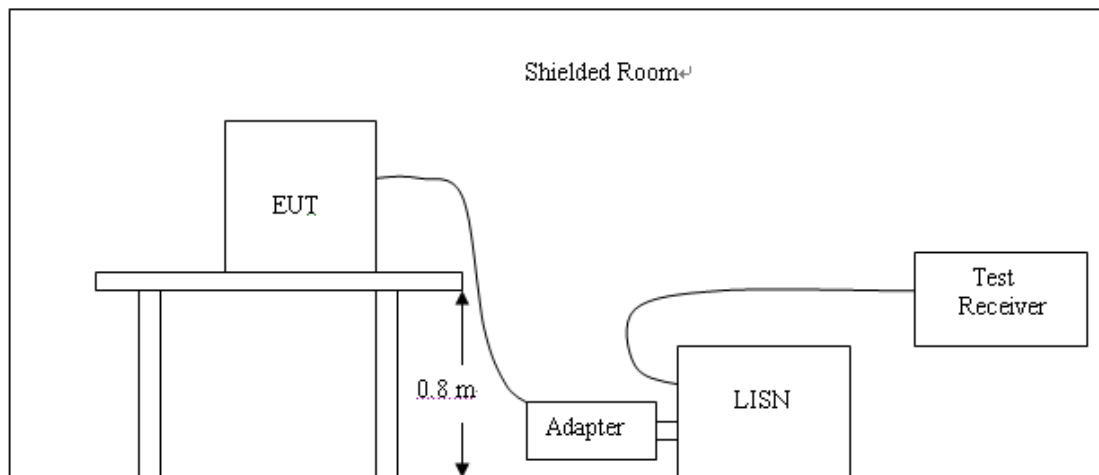 Shielded Room↵
EUT
Test
Receiver
0.8 m
LISN
Adapter